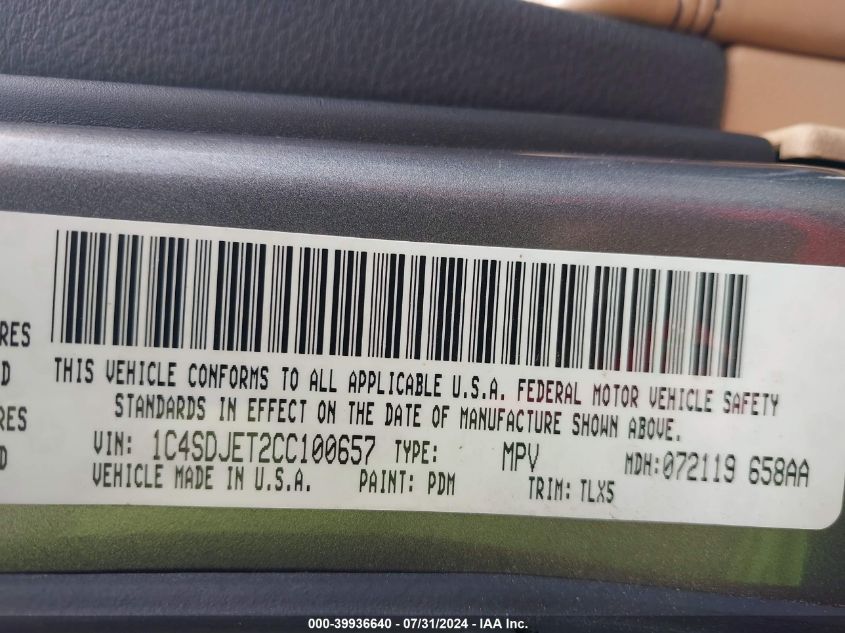 RES
D
RES
D
THIS VEHICLE CONFORMS TO ALL APPLICABLE U.S.A. FEDERAL MOTOR VEHICLE SAFETY
STANDARDS IN EFFECT ON THE DATE OF MANUFACTURE SHOWN ABOVE.
VIN: 1C4SDJET2CC100657 TYPE: MPV MDH:072119 658AA
VEHICLE MADE IN U.S.A. PAINT: PDM TRIM: TLX5
000-39936640 - 07/31/2024 - IAA Inc.